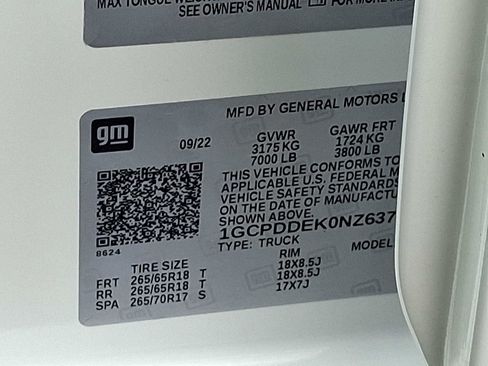 MAX TONGUE WEIGHT
SEE OWNER'S MANUAL FOR MORE
gm
MFD BY GENERAL MOTORS
09/22
GVWR
GAWR FRT
3175 KG
1724 KG
7000 LB
3800 LB
THIS VEHICLE CONFORMS TO
APPLICABLE U.S. FEDERAL M
VEHICLE SAFETY STANDARDS
ON THE DATE OF MANUFACTUR
SHOWN ABOVE.
1GCPDDEK0NZ637
TYPE: TRUCK
MODEL
8624
TIRE SIZE
RIM
FRT 265/65R18 T 18X8.5J
RR 265/65R18 T 18X8.5J
SPA 265/70R17 S 17X7J